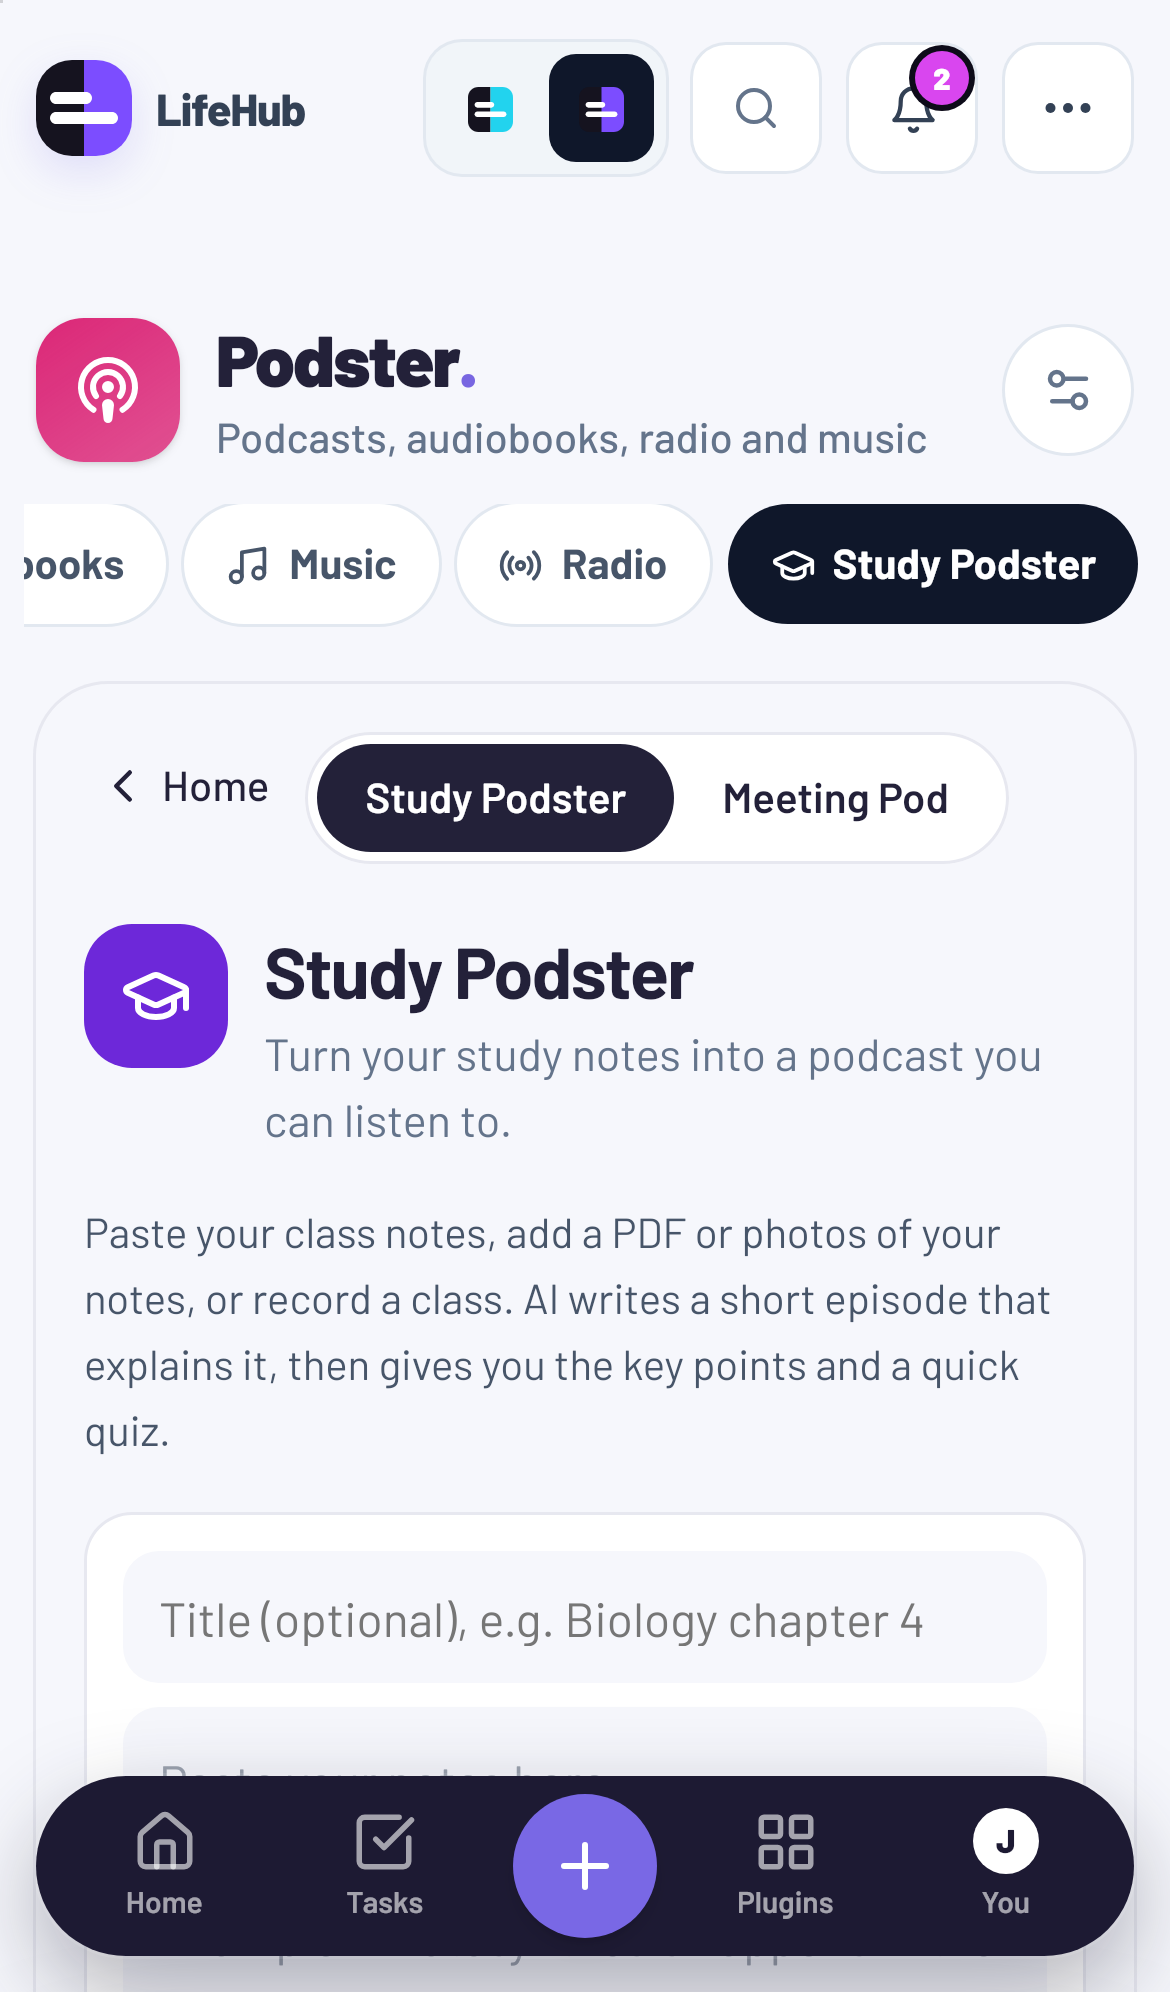 LifeHub
2
Podster.
Podcasts, audiobooks, radio and music
books
Music
Radio
Study Podster
Home
Study Podster
Meeting Pod
Study Podster
Turn your study notes into a podcast you
can listen to.
Paste your class notes, add a PDF or photos of your
notes, or record a class. AI writes a short episode that
explains it, then gives you the key points and a quick
quiz.
Title (optional), e.g. Biology chapter 4
Home
Tasks
Plugins
J
You